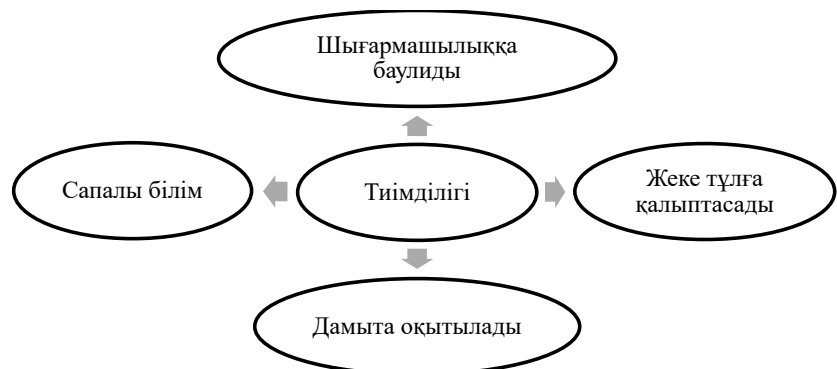 Шығармашылыққа
баулиды
Сапалы білім
Тиімділігі
Жеке тұлға
қалыптасады
Дамыта оқытылады